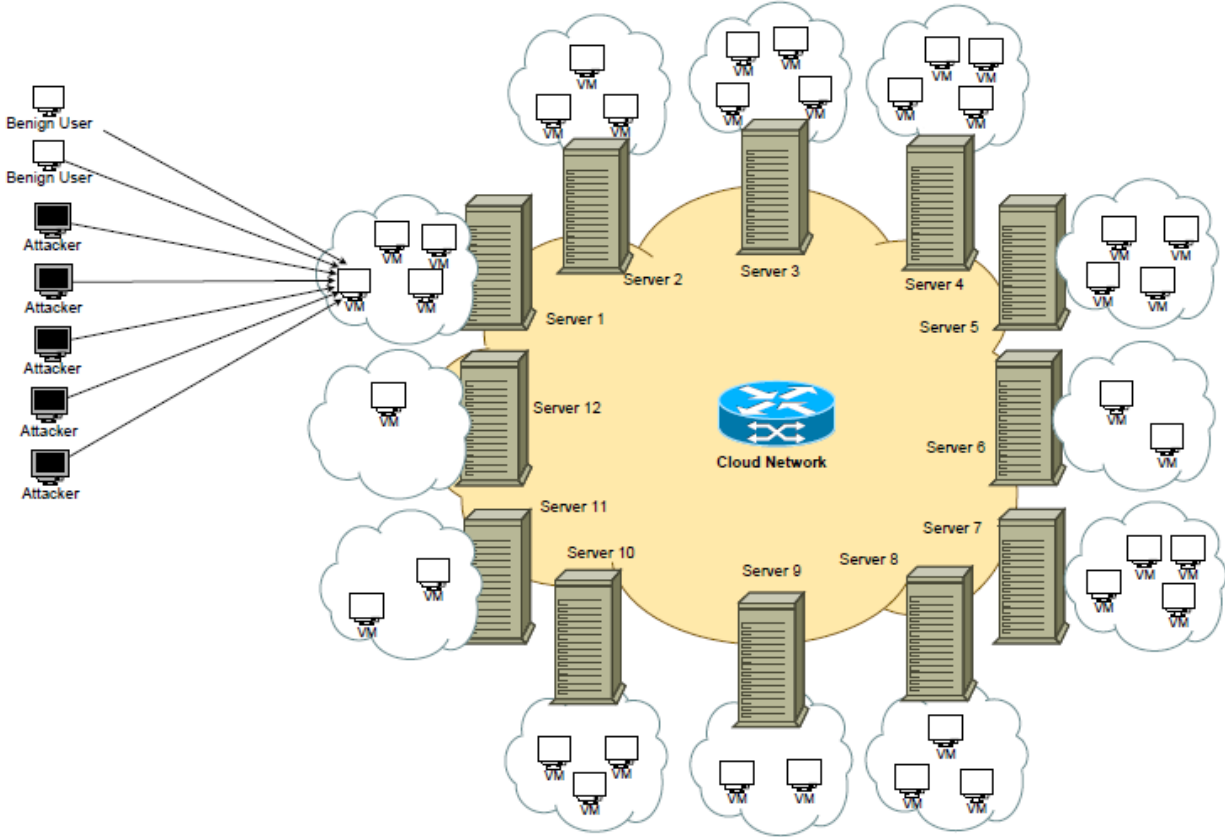 Benign User
Benign User
Attacker
Attacker
Attacker
Attacker
Attacker
VM
VM
VM
VM
Server 1
VM
VM
VM
Server 2
VM
VM
VM
VM
Server 3
VM
VM
VM
VM
Server 4
VM
VM
VM
VM
Server 5
VM
VM
Server 6
VM
VM
VM
VM
Server 7
VM
VM
VM
Server 8
VM
VM
Server 9
VM
VM
VM
Server 10
VM
VM
Server 11
VM
Server 12
Cloud Network